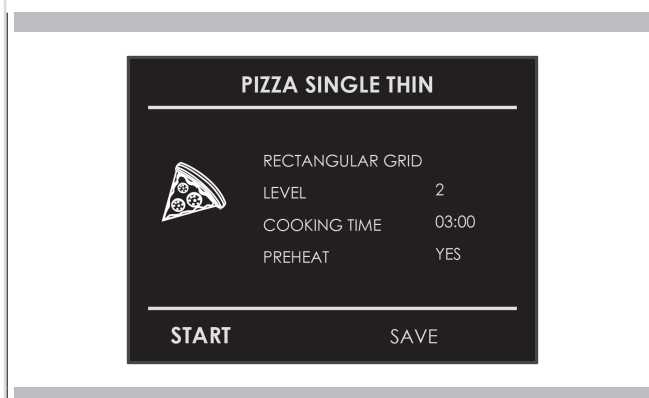 PIZZA SINGLE THIN
RECTANGULAR GRID
LEVEL 2
COOKING TIME 03:00
PREHEAT YES
START SAVE